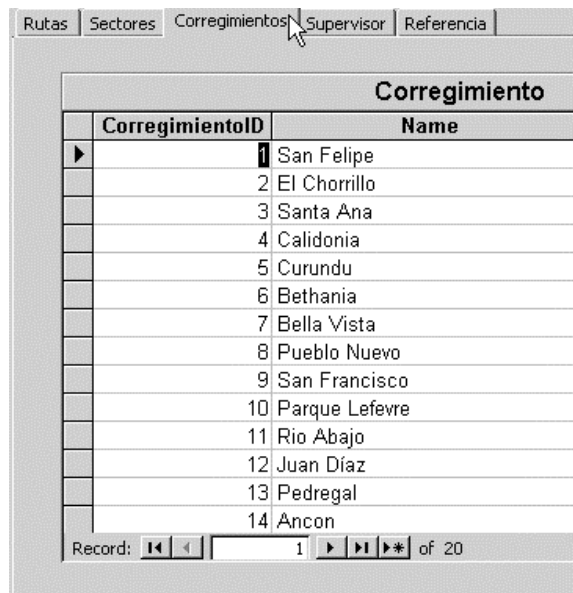 Rutas Sectores Corregimientos Supervisor Referencia
Corregimiento
CorregimientoID Name
1 San Felipe
2 El Chorrillo
3 Santa Ana
4 Calidonia
5 Curundu
6 Bethania
7 Bella Vista
8 Pueblo Nuevo
9 San Francisco
10 Parque Lefevre
11 Rio Abajo
12 Juan Díaz
13 Pedregal
14 Ancon
Record: 1 of 20